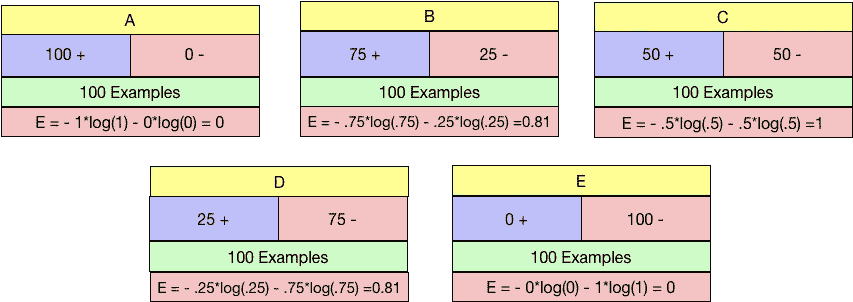 A
100 +
0 -
100 Examples
E = - 1*log(1) - 0*log(0) = 0
B
75 +
25 -
100 Examples
E = - .75*log(.75) - .25*log(.25) =0.81
C
50 +
50 -
100 Examples
E = - .5*log(.5) - .5*log(.5) =1
D
25 +
75 -
100 Examples
E = - .25*log(.25) - .75*log(.75) =0.81
E
0 +
100 -
100 Examples
E = - 0*log(0) - 1*log(1) = 0